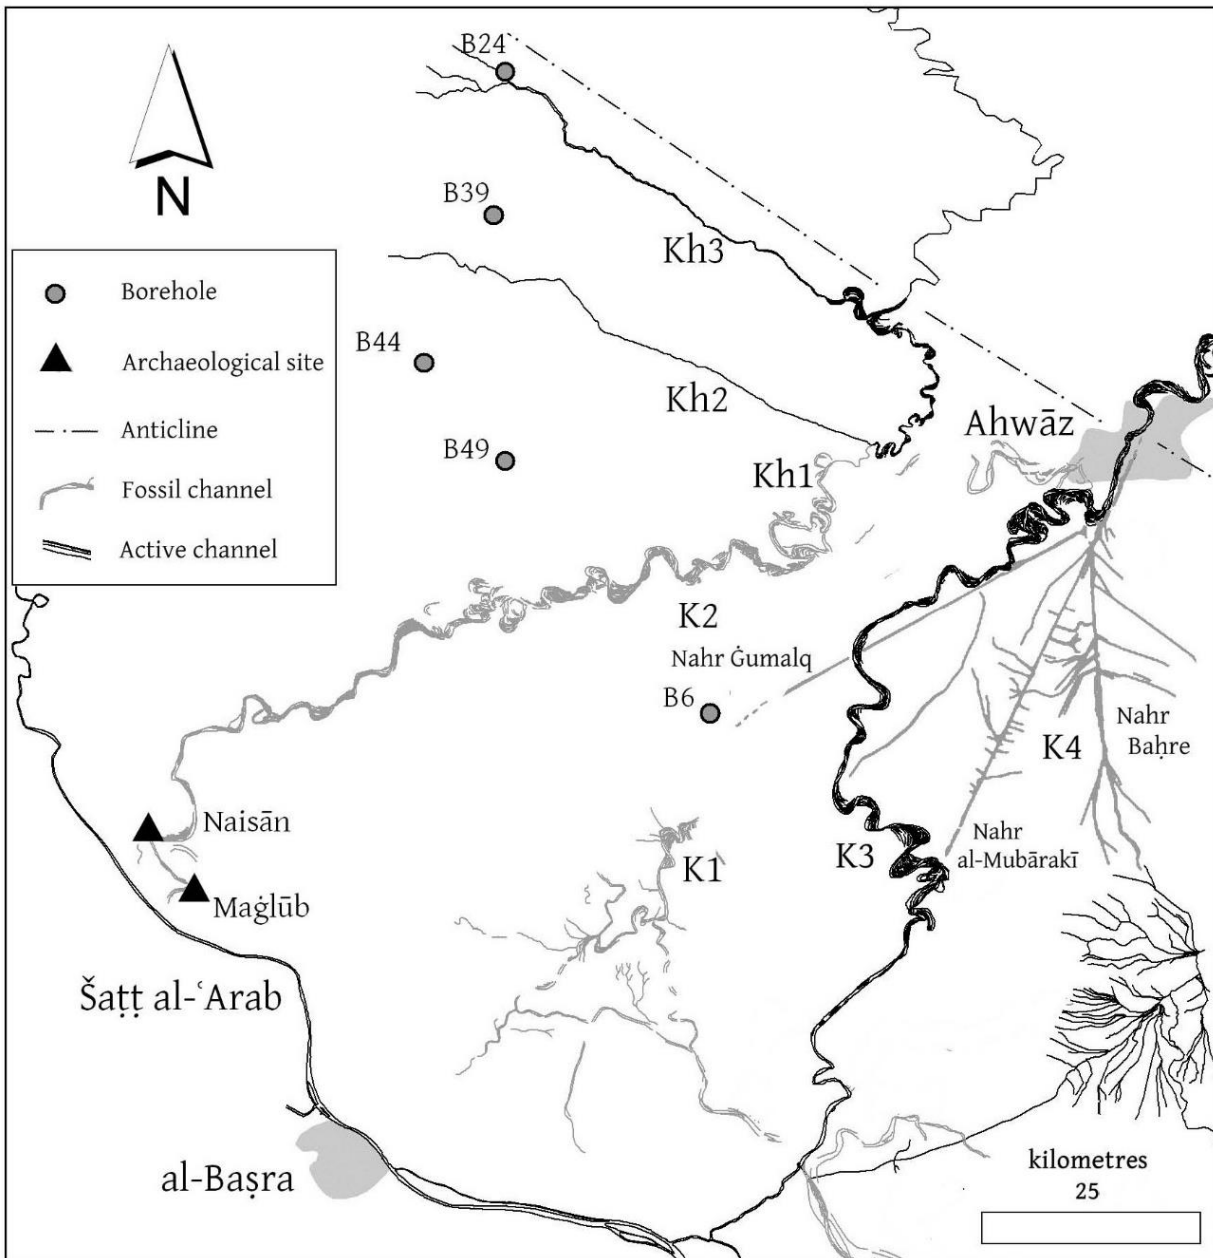 B24
N
B39
Kh3
Borehole
Archaeological site
Anticline
Fossil channel
Active channel
B44
Kh2
B49
Ahwāz
Kh1
K2
Nahr Ġumalq
B6
Nahr
Baḥre
K4
Naisān
Maġlūb
K1
K3
Nahr
al-Mubārakī
Šaṭṭ al-ʿArab
al-Baṣra
kilometres
25